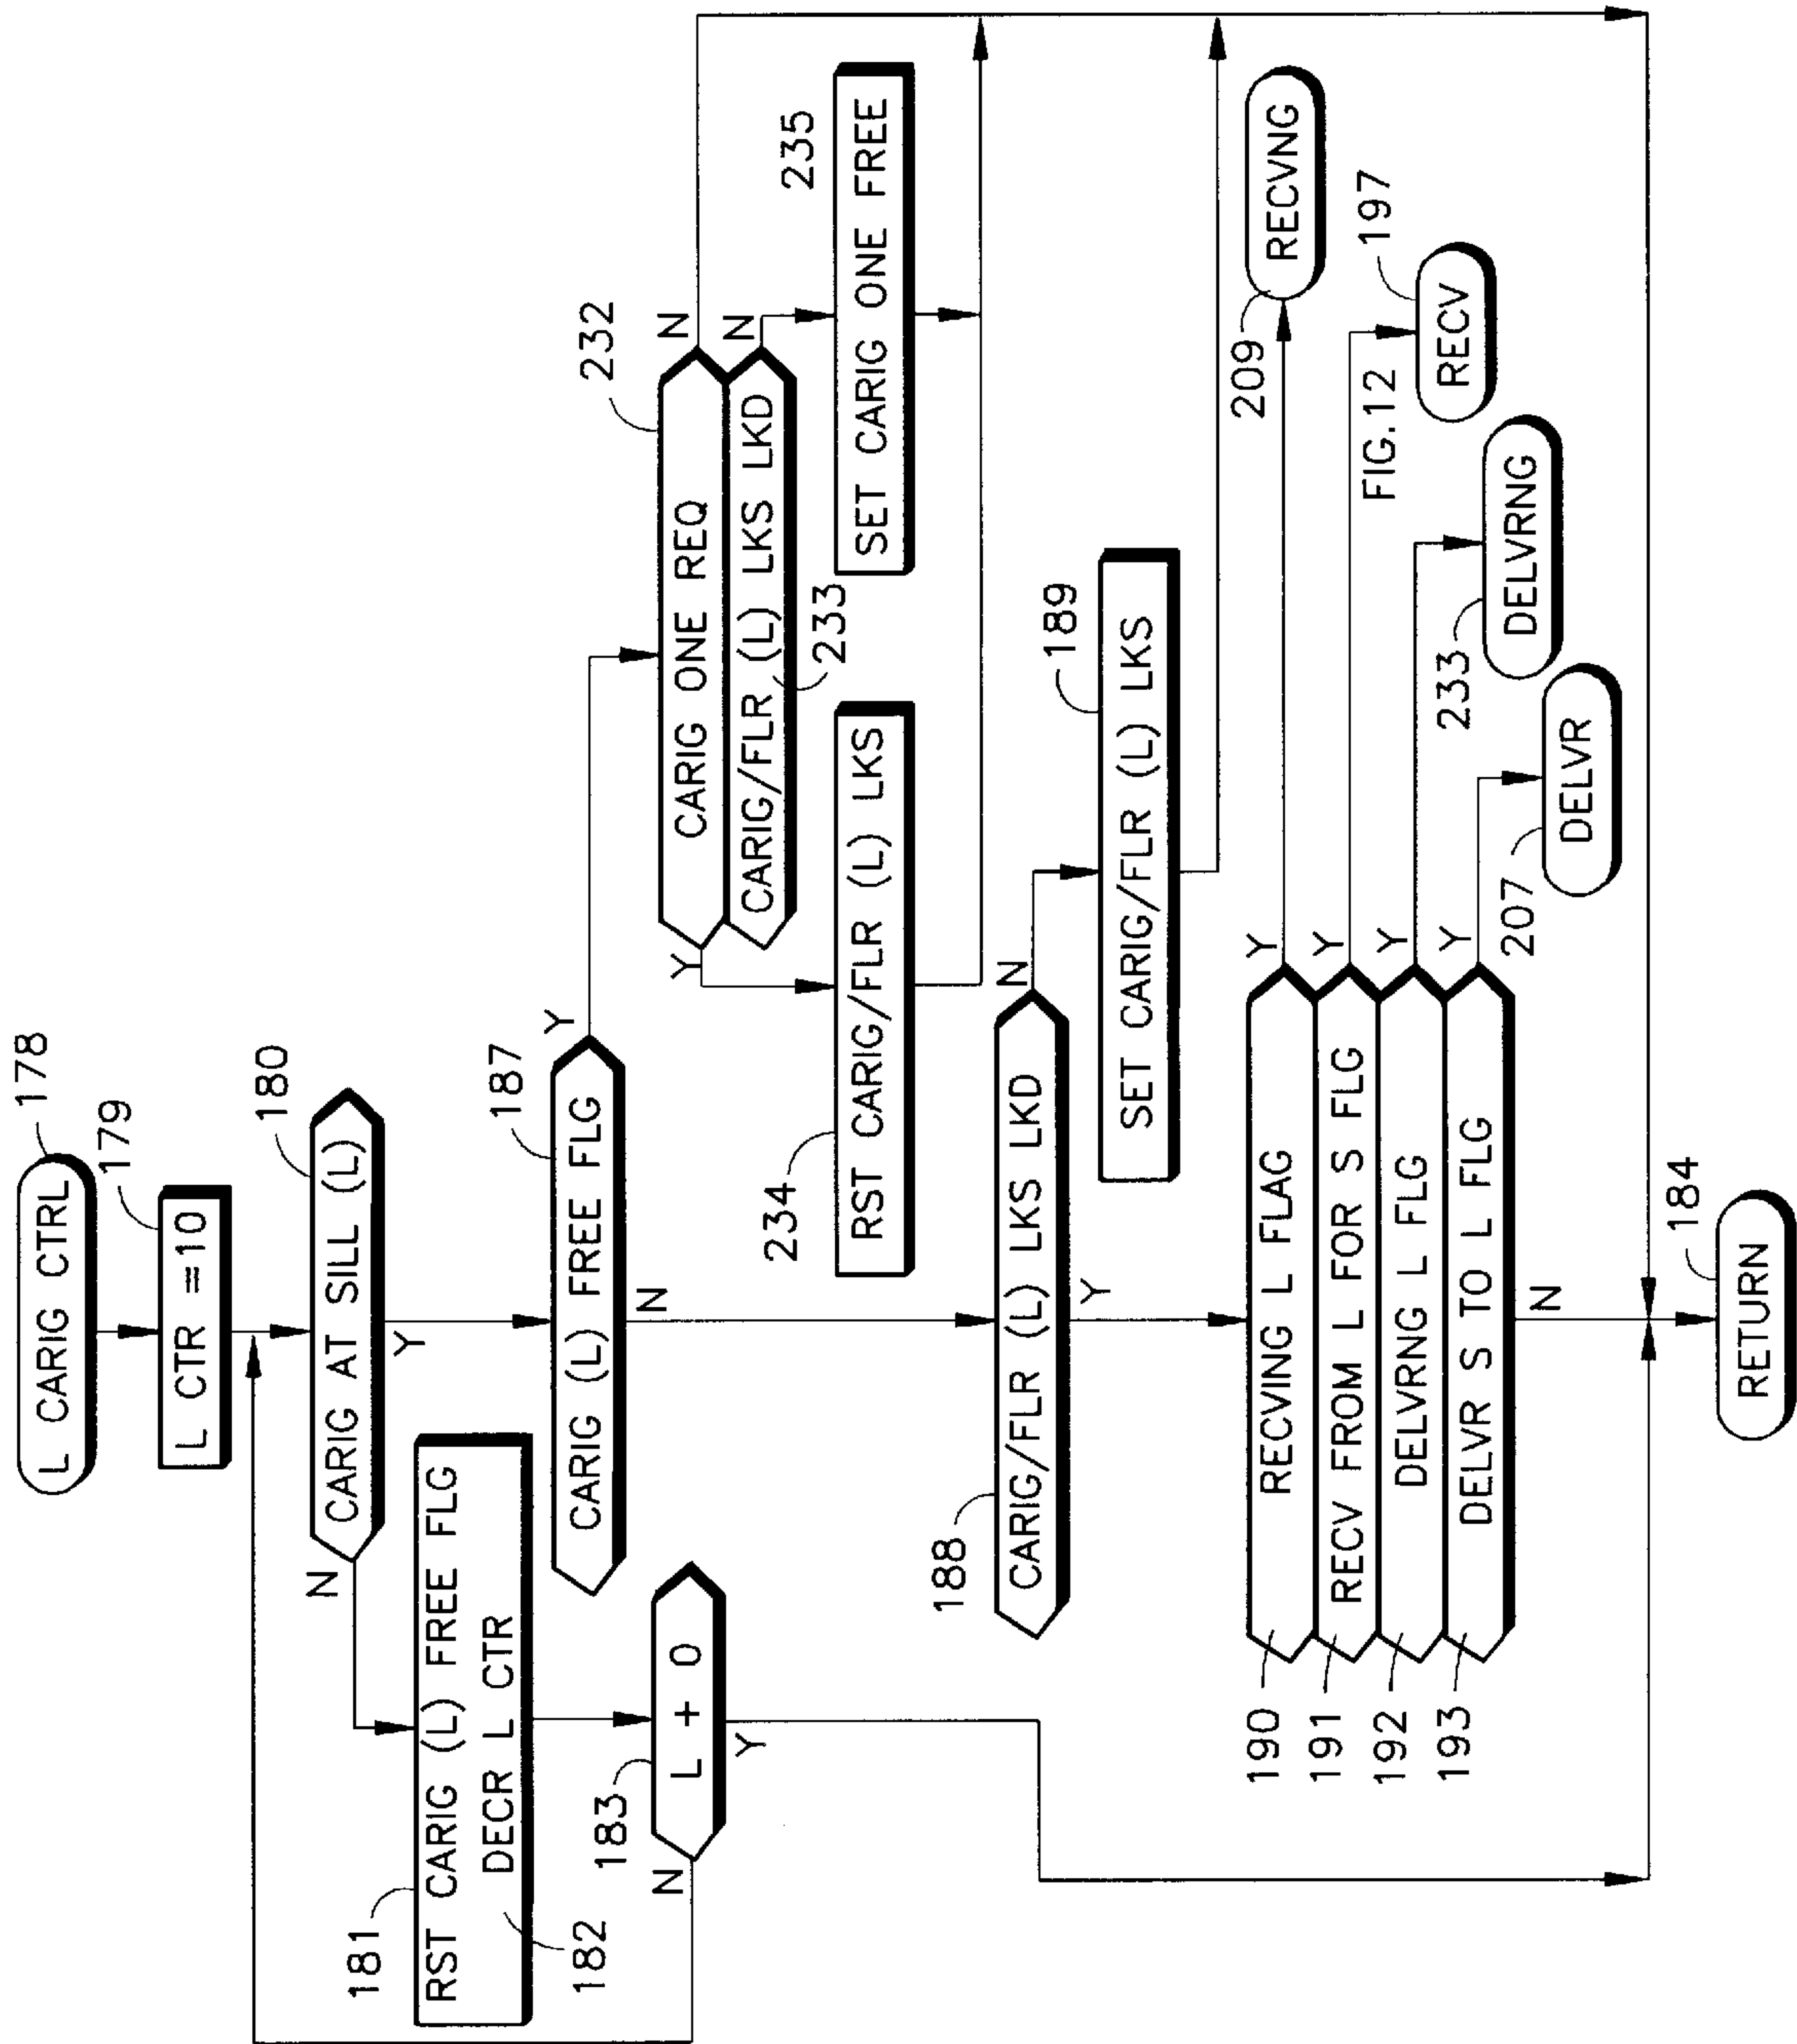 L CARIG CTRL
178
L CTR = 10
179
CARIG AT SILL (L)
180
N
Y
RST CARIG (L) FREE FLG
DECR L CTR
181
182
CARIG (L) FREE FLG
187
Y
N
L + 0
183
N
Y
CARIG ONE REQ
232
N
Y
CARIG/FLR (L) LKS LKD
233
N
RST CARIG/FLR (L) LKS
234
SET CARIG ONE FREE
235
CARIG/FLR (L) LKS LKD
188
N
Y
SET CARIG/FLR (L) LKS
189
RECVING L FLAG
190
Y
RECVNG
209
RECV FROM L FOR S FLG
191
Y
FIG.12
RECV
197
DELVRNG L FLG
192
Y
DELVRNG
233
DELVR S TO L FLG
193
Y
DELVR
207
N
RETURN
184